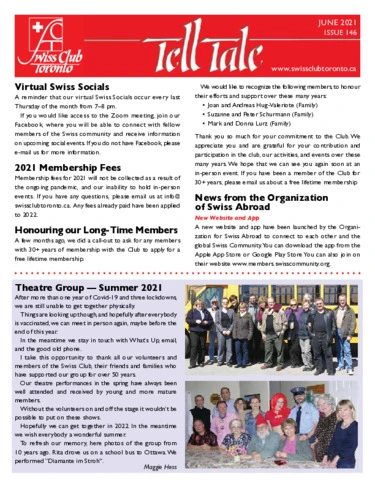 Swiss Club
Toronto
Tell Tale
JUNE 2021
ISSUE 146
www.swissclubtoronto.ca
Virtual Swiss Socials
A reminder that our virtual Swiss Socials occur every last
Thursday of the month from 7–8 pm.
If you would like to access the Zoom meeting, join our
Facebook, where you will be able to connect with fellow
members of the Swiss community and receive information
on upcoming social events. If you do not have Facebook, please
e-mail us for more information.
2021 Membership Fees
Membership fees for 2021 will not be collected as a result of
the ongoing pandemic, and our inability to hold in-person
events. If you have any questions, please email us at info@
swissclubtoronto.ca. Any fees already paid have been applied
to 2022.
Honouring our Long-Time Members
A few months ago, we did a call-out to ask for any members
with 30+ years of membership with the Club to apply for a
free lifetime membership.
We would like to recognize the following members, to honour
their efforts and support over these many years:
• Joan and Andreas Hug-Valeriote (Family)
• Suzanne and Peter Schurmann (Family)
• Mark and Donna Lurz (Family)
Thank you so much for your commitment to the Club. We
appreciate you and are grateful for your contribution and
participation in the club, our activities, and events over these
many years. We hope that we can see you again soon at an
in-person event. If you have been a member of the Club for
30+ years, please email us about a free lifetime membership
News from the Organization
of Swiss Abroad
New Website and App
A new website and app have been launched by the Organi-
zation for Swiss Abroad to connect to each other and the
global Swiss Community. You can download the app from the
Apple App Store or Google Play Store. You can also join on
their website www.members.swisscommunity.org.
Theatre Group — Summer 2021
After more than one year of Covid-19 and three lockdowns,
we are still unable to get together physically.
Things are looking up though, and hopefully after everybody
is vaccinated, we can meet in person again, maybe before the
end of this year.
In the meantime we stay in touch with What's Up, email,
and the good old phone.
I take this opportunity to thank all our volunteers and
members of the Swiss Club, their friends and families who
have supported our group for over 50 years.
Our theatre performances in the spring have always been
well attended and received by young and more mature
members.
Without the volunteers on and off the stage it wouldn't be
possible to put on these shows.
Hopefully we can get together in 2022. In the meantime
we wish everybody a wonderful summer.
To refresh our memory, here photos of the group from
10 years ago. Rita drove us on a school bus to Ottawa. We
performed "Diamante im Stroh".
Maggie Hess